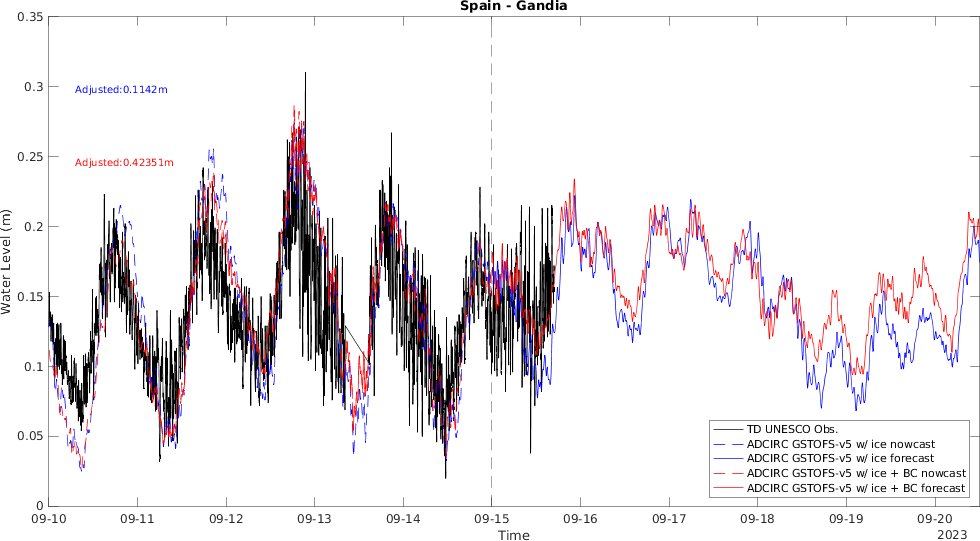 Spain - Gandia
0.35
0.3
0.25
0.2
0.15
0.1
0.05
0
Water Level (m)
Adjusted:0.1142m
Adjusted:0.42351m
TD UNESCO Obs.
ADCIRC GSTOFS-v5 w/ ice nowcast
ADCIRC GSTOFS-v5 w/ ice forecast
ADCIRC GSTOFS-v5 w/ ice + BC nowcast
ADCIRC GSTOFS-v5 w/ ice + BC forecast
09-10 09-11 09-12 09-13 09-14 09-15 09-16 09-17 09-18 09-19 09-20
Time
2023